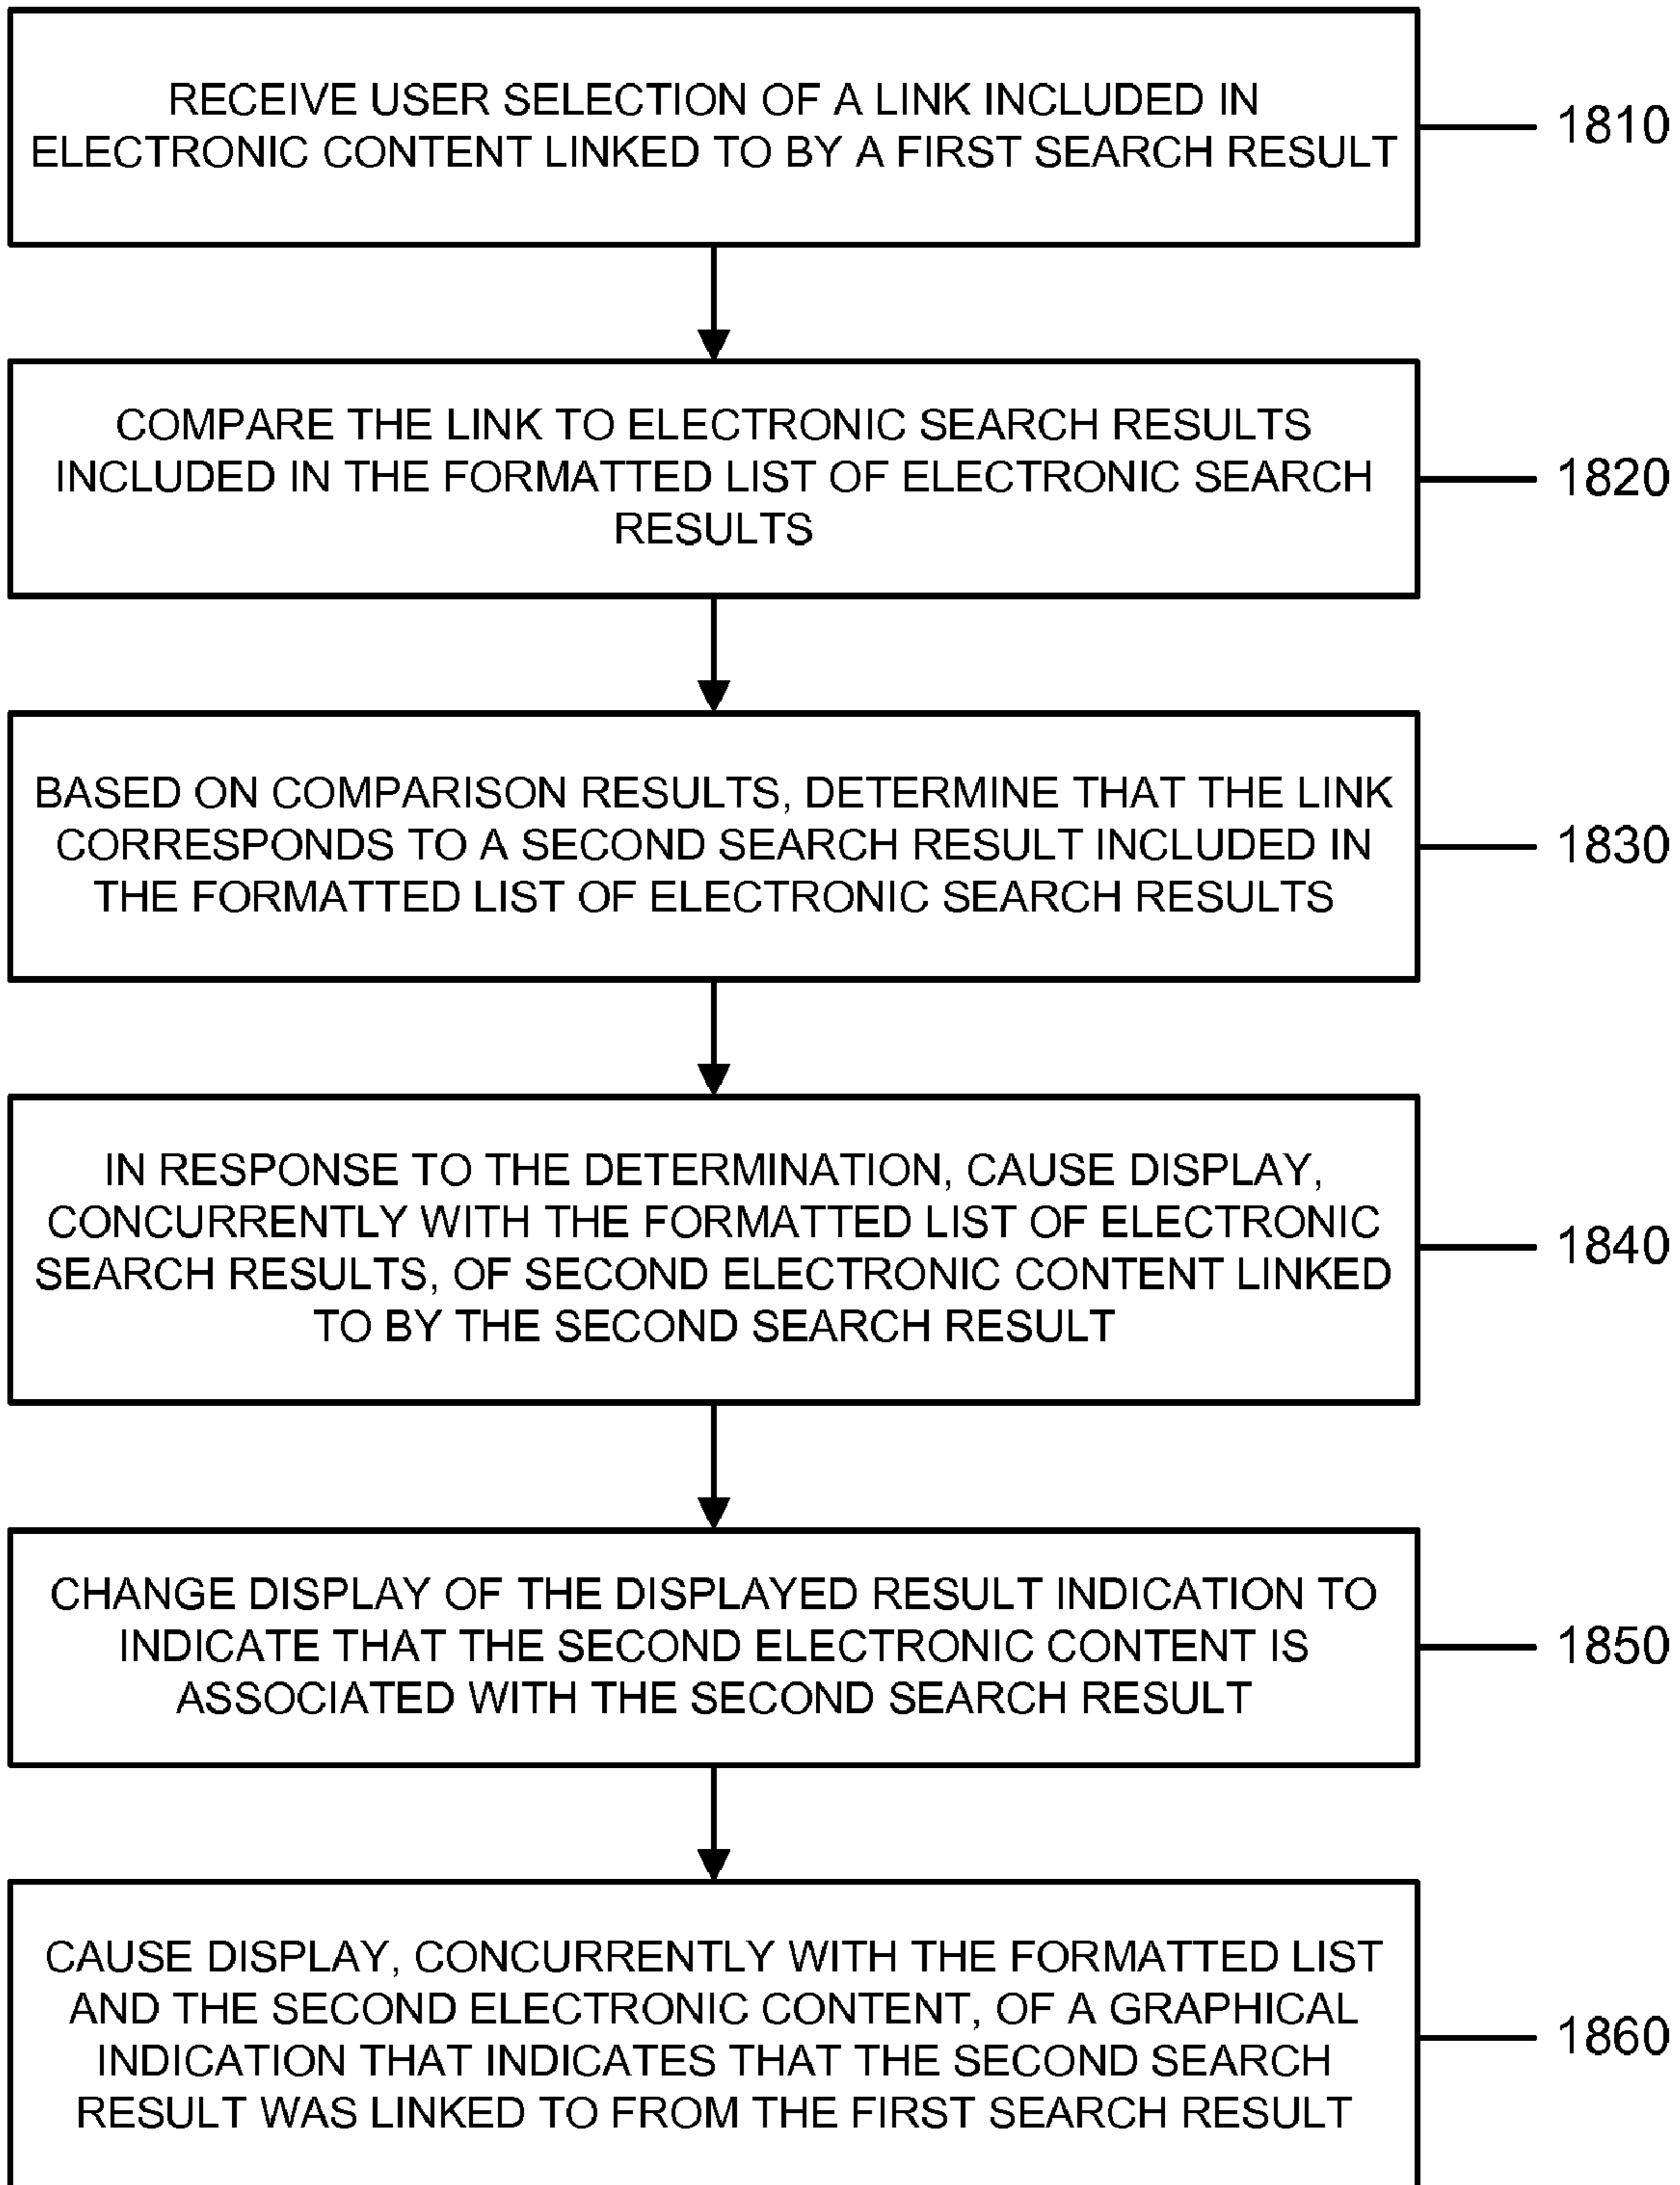 RECEIVE USER SELECTION OF A LINK INCLUDED IN
ELECTRONIC CONTENT LINKED TO BY A FIRST SEARCH RESULT
1810
COMPARE THE LINK TO ELECTRONIC SEARCH RESULTS
INCLUDED IN THE FORMATTED LIST OF ELECTRONIC SEARCH
RESULTS
1820
BASED ON COMPARISON RESULTS, DETERMINE THAT THE LINK
CORRESPONDS TO A SECOND SEARCH RESULT INCLUDED IN
THE FORMATTED LIST OF ELECTRONIC SEARCH RESULTS
1830
IN RESPONSE TO THE DETERMINATION, CAUSE DISPLAY,
CONCURRENTLY WITH THE FORMATTED LIST OF ELECTRONIC
SEARCH RESULTS, OF SECOND ELECTRONIC CONTENT LINKED
TO BY THE SECOND SEARCH RESULT
1840
CHANGE DISPLAY OF THE DISPLAYED RESULT INDICATION TO
INDICATE THAT THE SECOND ELECTRONIC CONTENT IS
ASSOCIATED WITH THE SECOND SEARCH RESULT
1850
CAUSE DISPLAY, CONCURRENTLY WITH THE FORMATTED LIST
AND THE SECOND ELECTRONIC CONTENT, OF A GRAPHICAL
INDICATION THAT INDICATES THAT THE SECOND SEARCH
RESULT WAS LINKED TO FROM THE FIRST SEARCH RESULT
1860